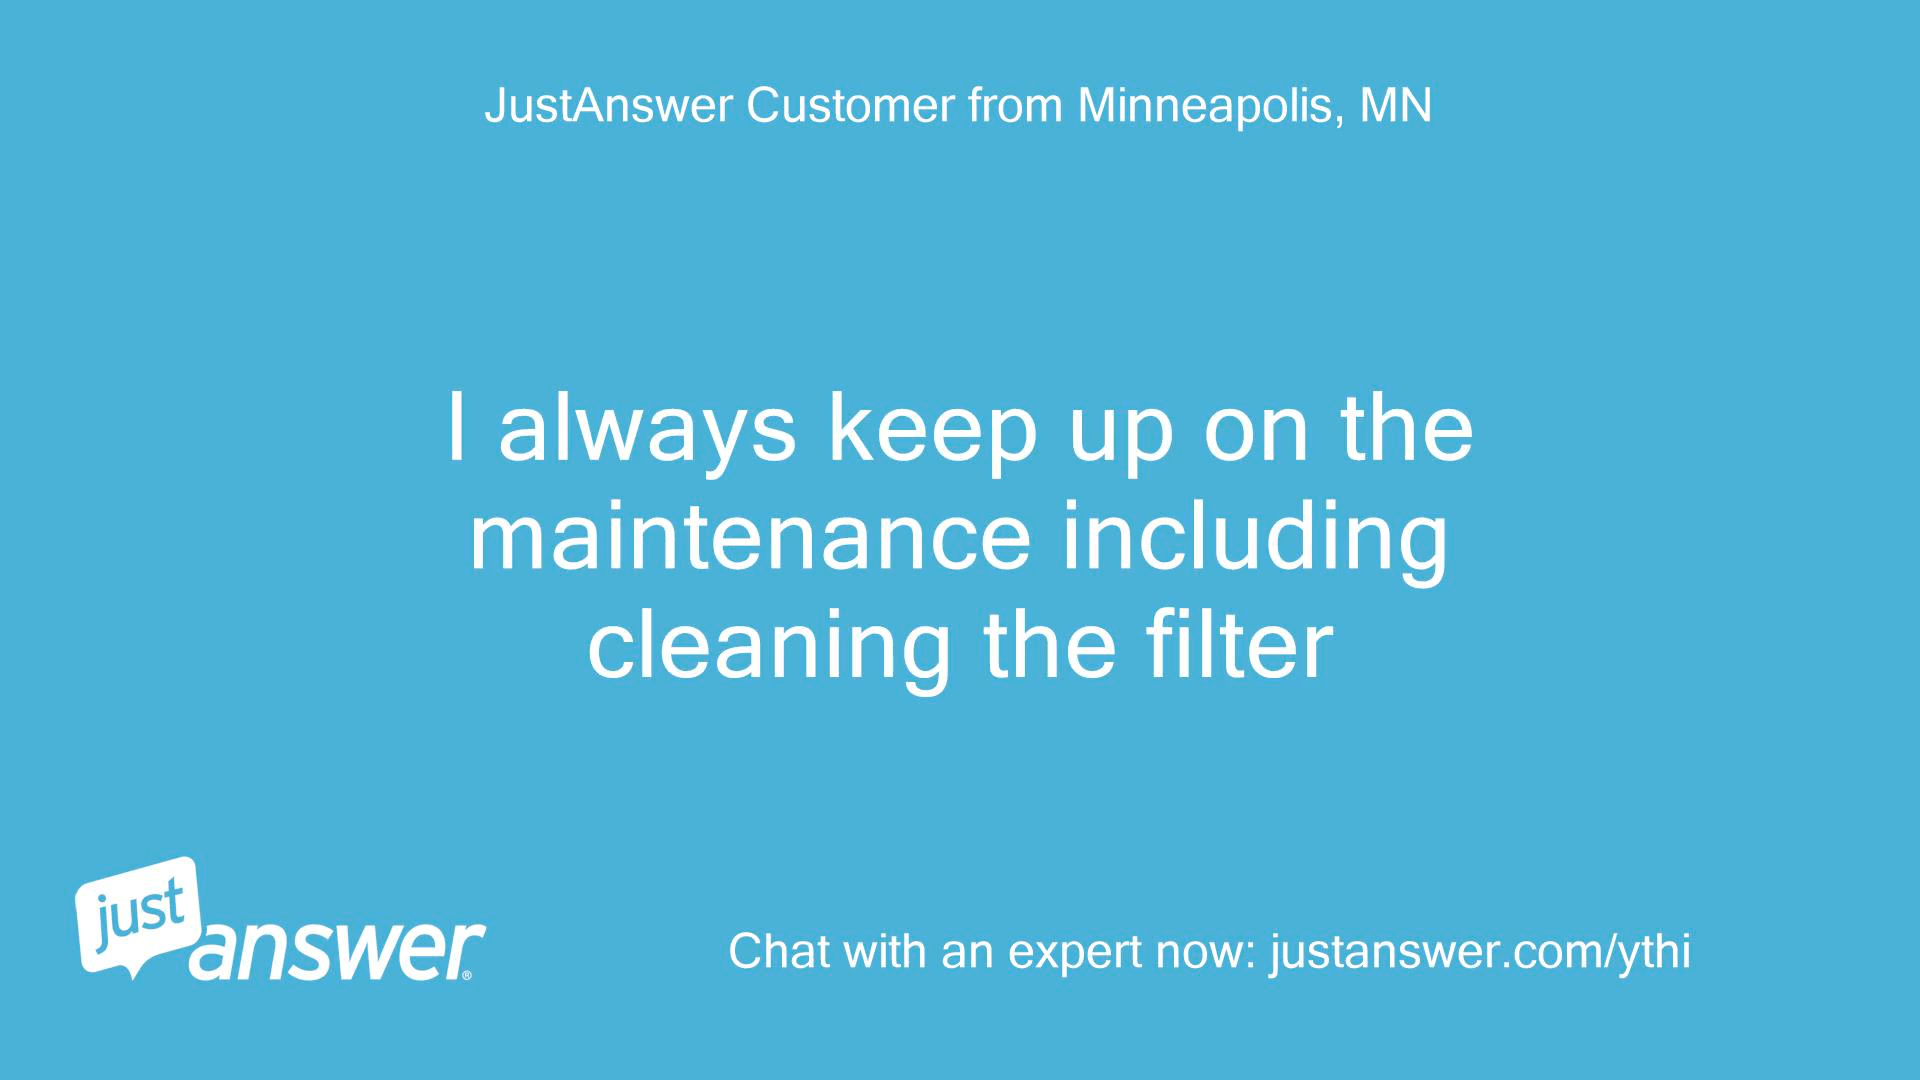 JustAnswer Customer from Minneapolis, MN
I always keep up on the
maintenance including
cleaning the filter
just
answer®
Chat with an expert now: justanswer.com/ythi